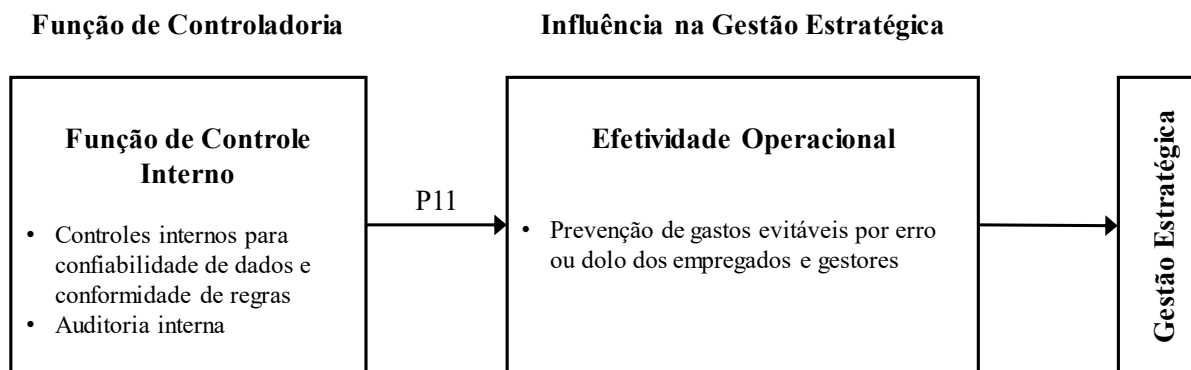 Função de Controladoria
Influência na Gestão Estratégica
Função de Controle
Interno
• Controles internos para
confiabilidade de dados e
conformidade de regras
• Auditoria interna
P11
Efetividade Operacional
• Prevenção de gastos evitáveis por erro
ou dolo dos empregados e gestores
Gestão Estratégica